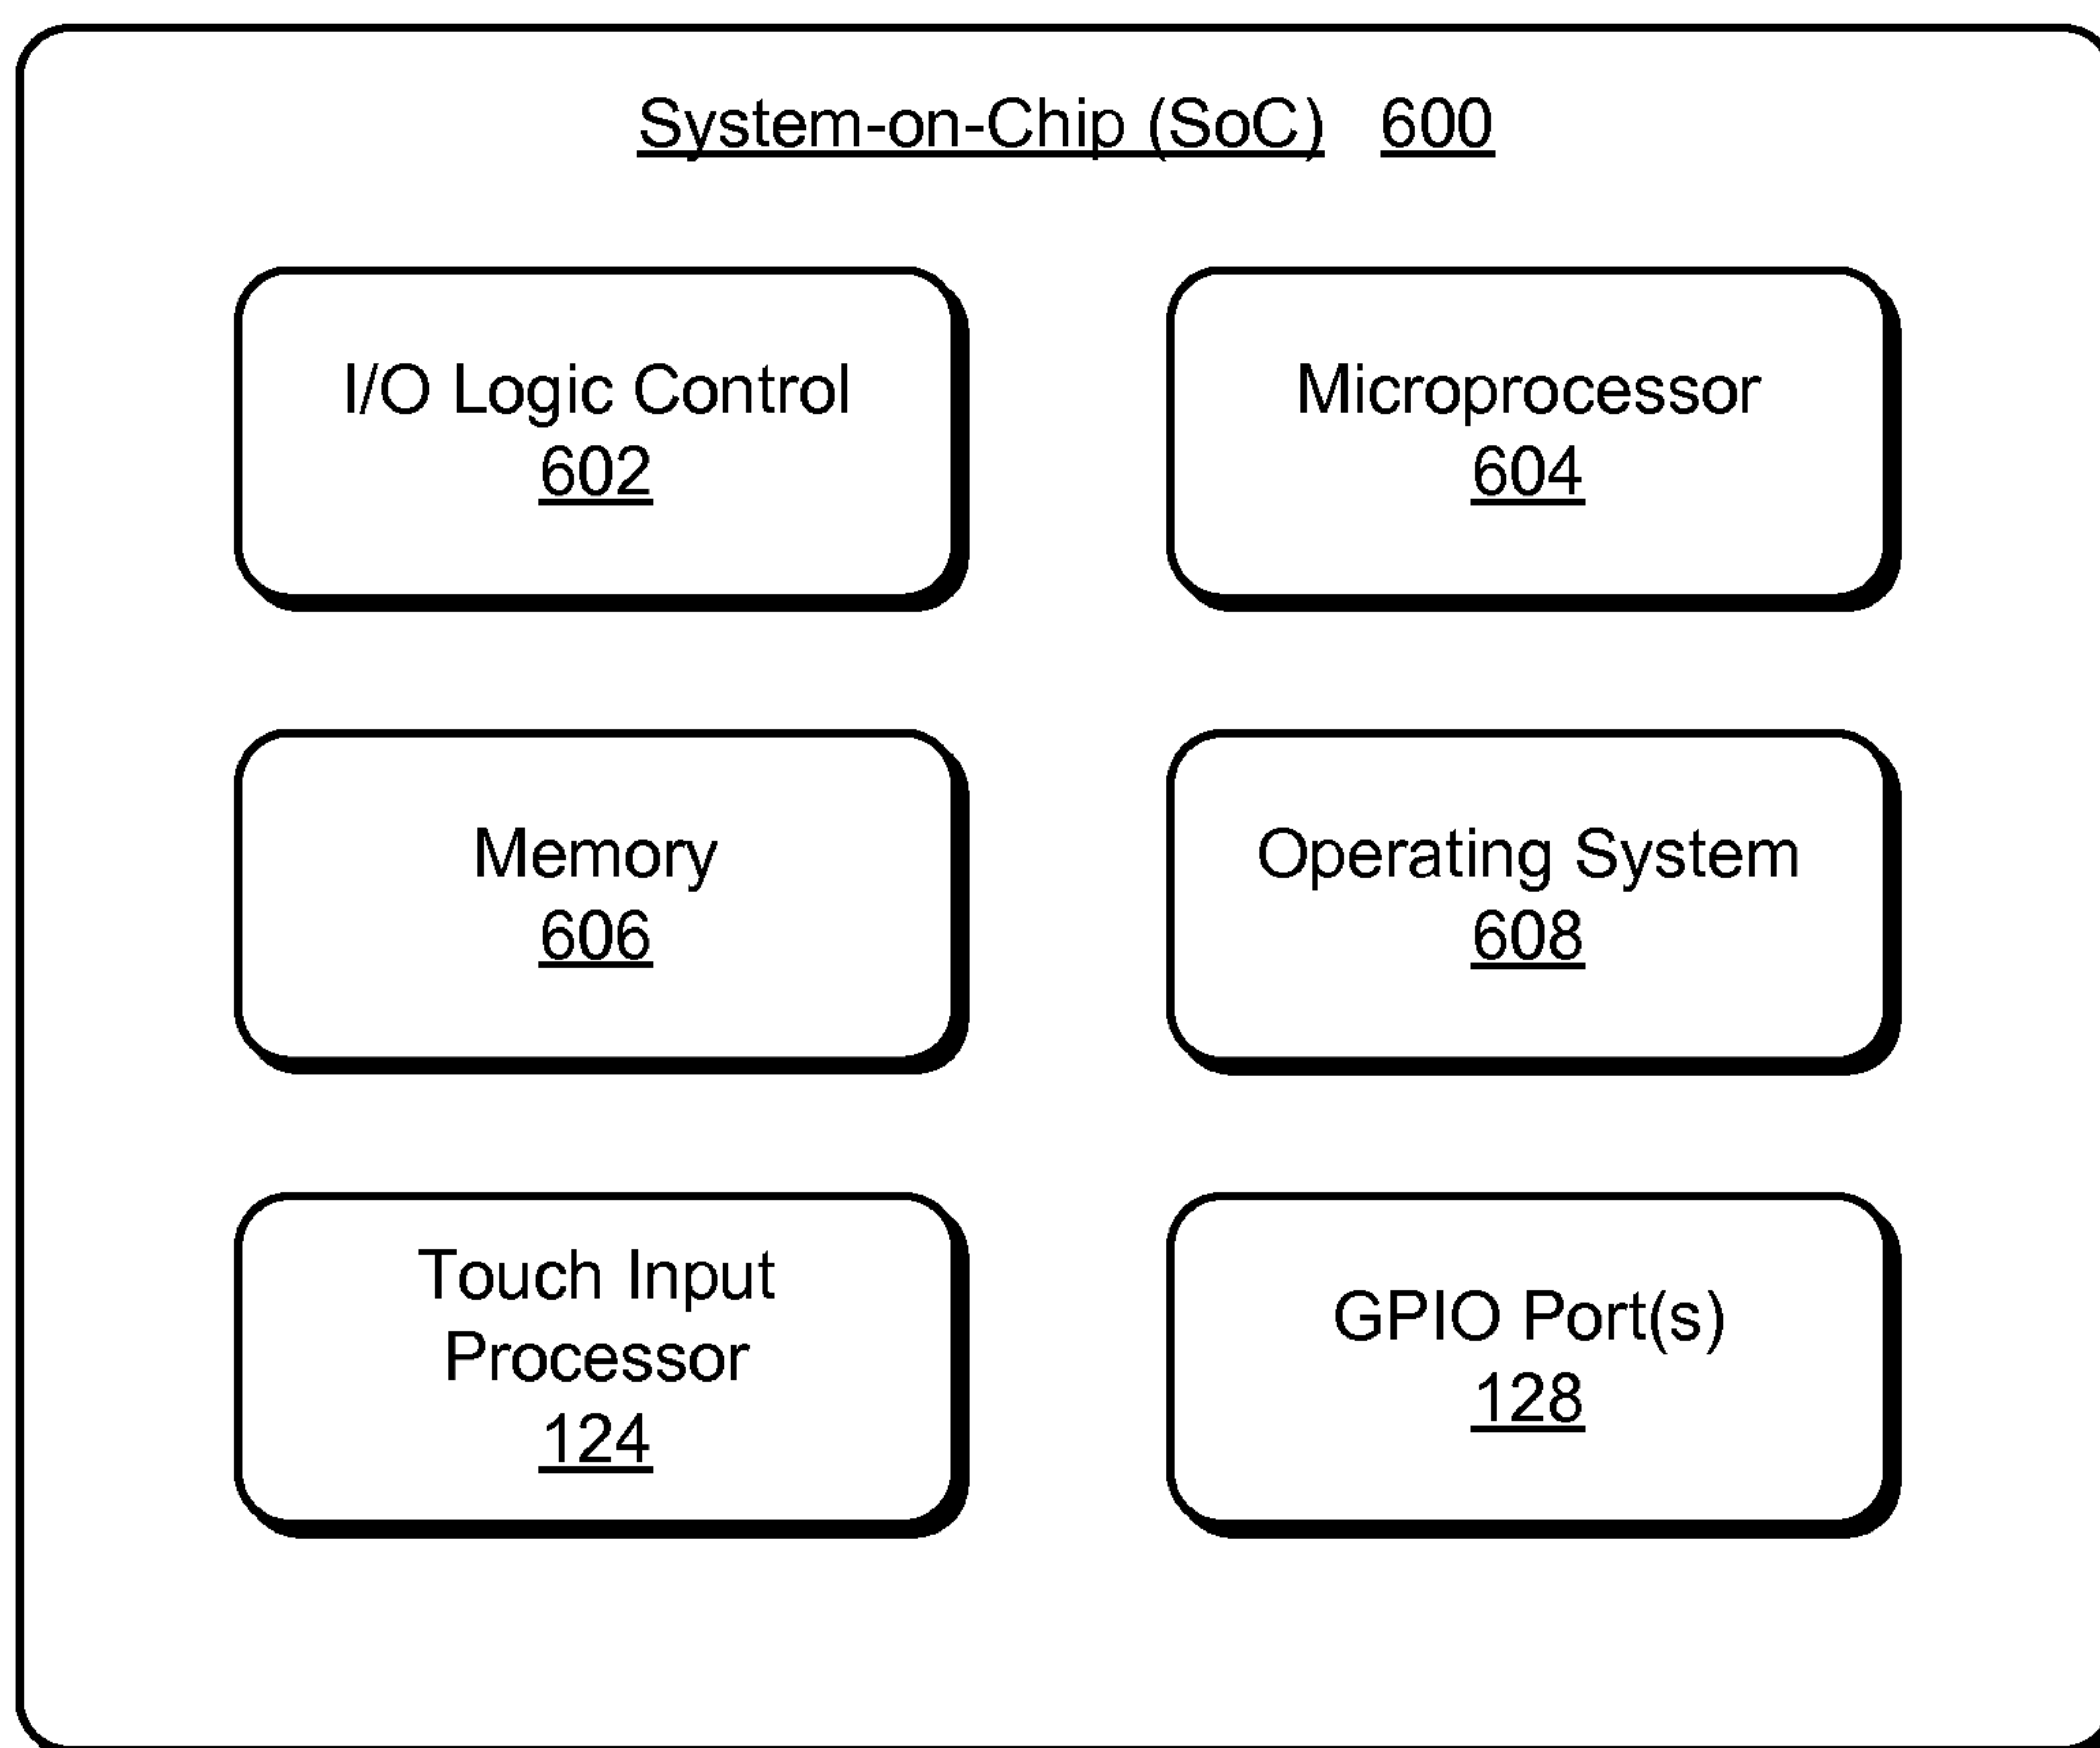 System-on-Chip (SoC) 600
I/O Logic Control
602
Microprocessor
604
Memory
606
Operating System
608
Touch Input
Processor
124
GPIO Port(s)
128